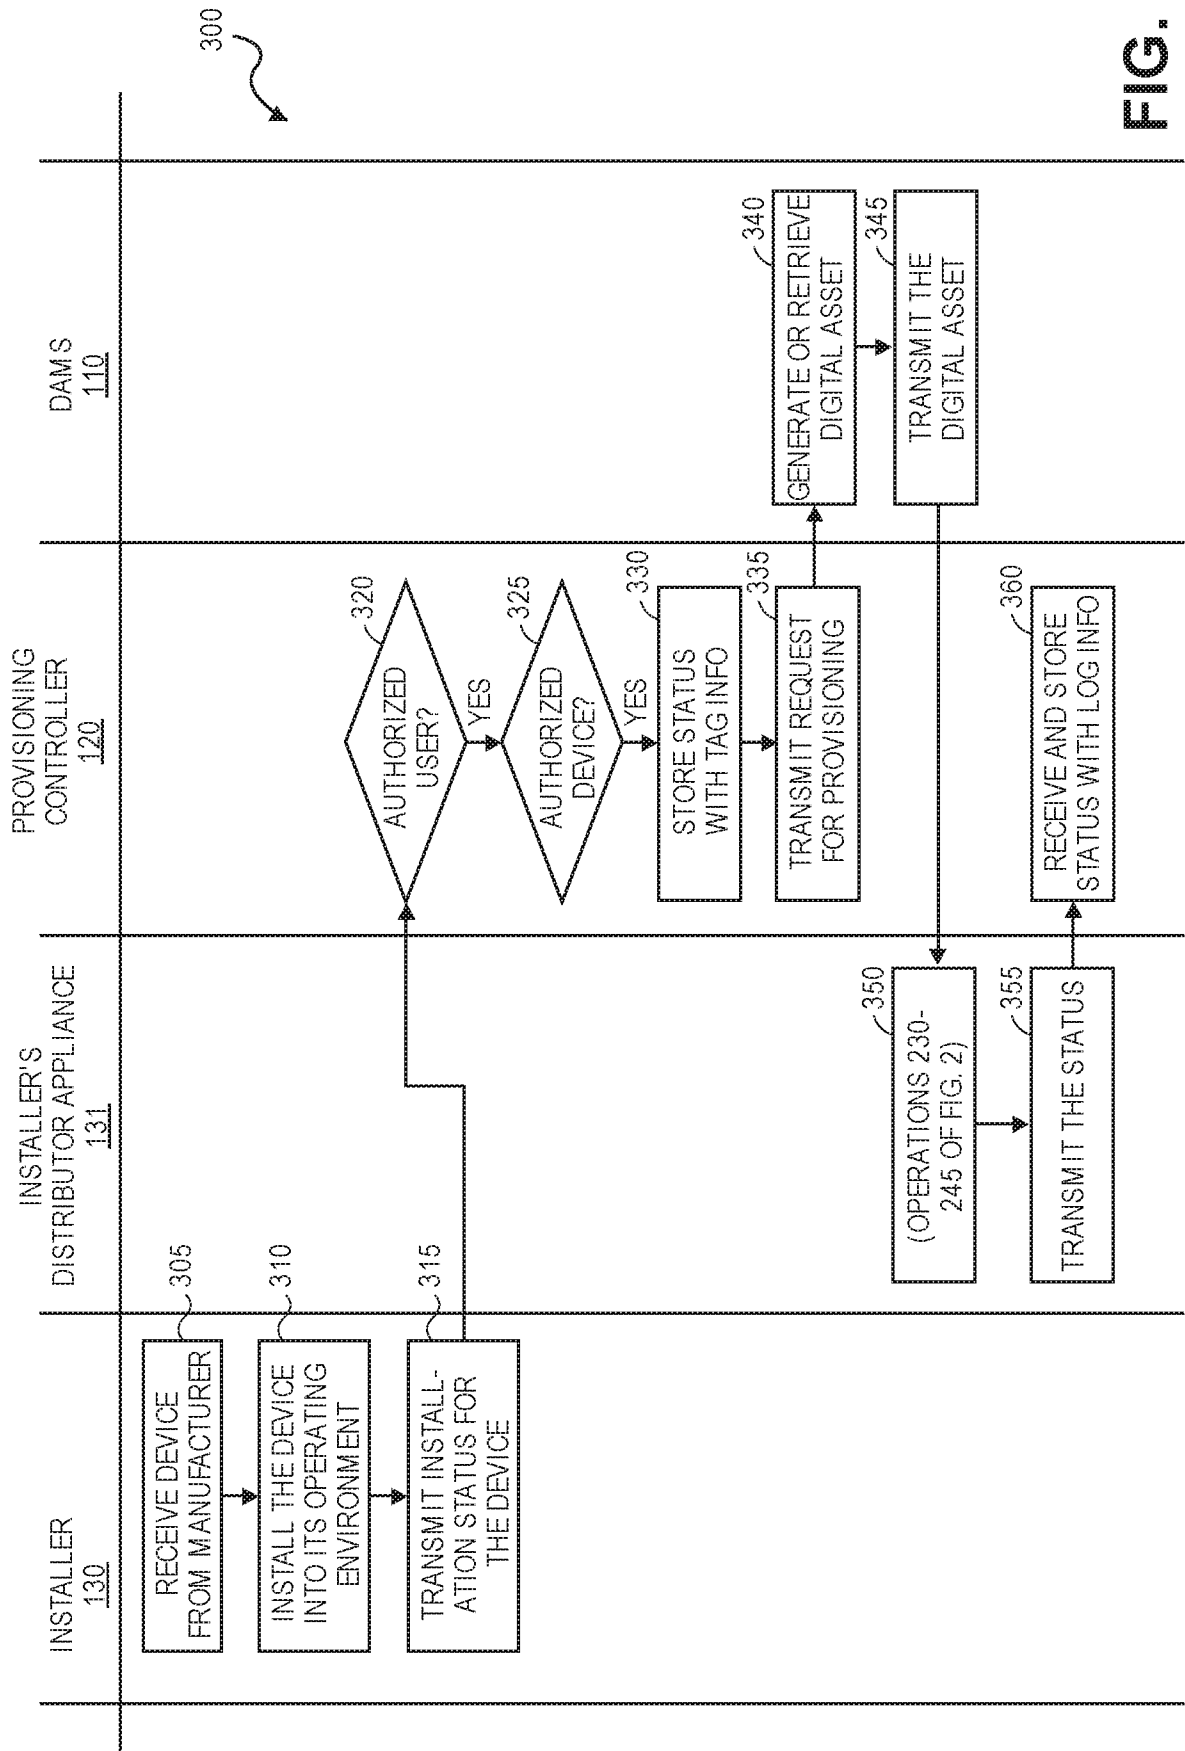 300
INSTALLER
130
INSTALLER'S
DISTRIBUTOR APPLIANCE
131
PROVISIONING
CONTROLLER
120
DAMS
110
305
RECEIVE DEVICE
FROM MANUFACTURER
310
INSTALL THE DEVICE
INTO ITS OPERATING
ENVIRONMENT
315
TRANSMIT INSTALL-
ATION STATUS FOR
THE DEVICE
320
AUTHORIZED
USER?
YES
325
AUTHORIZED
DEVICE?
YES
330
STORE STATUS
WITH TAG INFO
335
TRANSMIT REQUEST
FOR PROVISIONING
340
GENERATE OR RETRIEVE
DIGITAL ASSET
345
TRANSMIT THE
DIGITAL ASSET
350
(OPERATIONS 230-
245 OF FIG. 2)
355
TRANSMIT THE STATUS
360
RECEIVE AND STORE
STATUS WITH LOG INFO
FIG.